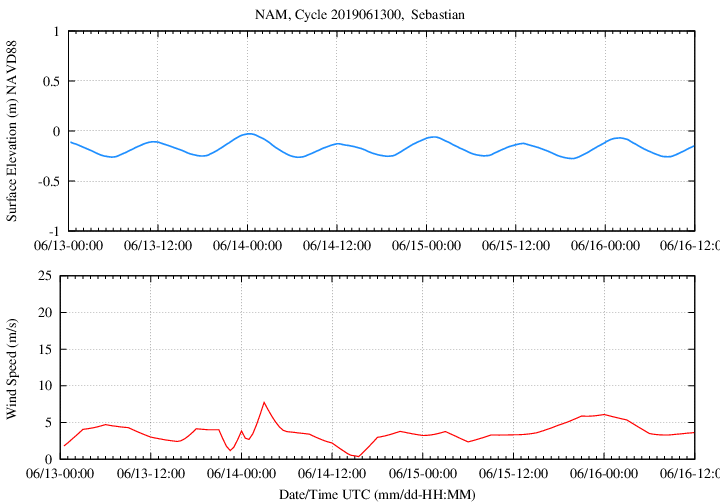 NAM, Cycle 2019061300,  Sebastian
Surface Elevation (m) NAVD88
1
0.5
0
-0.5
-1
06/13-00:00 06/13-12:00 06/14-00:00 06/14-12:00 06/15-00:00 06/15-12:00 06/16-00:00 06/16-12:0
Wind Speed (m/s)
25
20
15
10
5
0
06/13-00:00 06/13-12:00 06/14-00:00 06/14-12:00 06/15-00:00 06/15-12:00 06/16-00:00 06/16-12:0
Date/Time UTC (mm/dd-HH:MM)